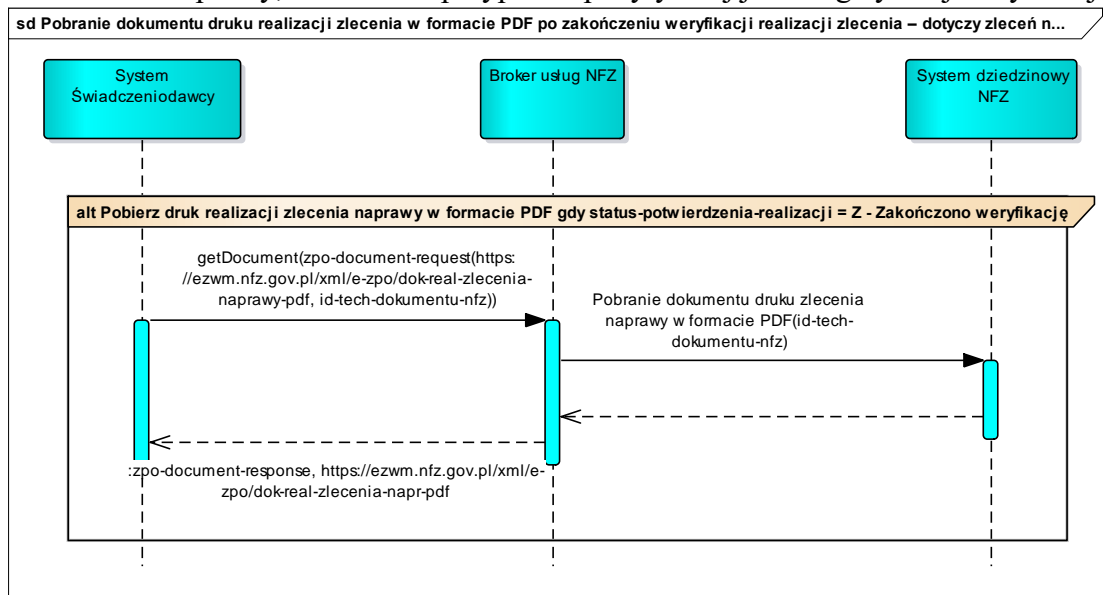 sd Pobranie dokumentu druku realizacji zlecenia w formacie PDF po zakończeniu weryfikacji realizacji zlecenia – dotyczy zleceń n...
System
Świadczeniodawcy
Broker usług NFZ
System dziedzinowy
NFZ
alt Pobierz druk realizacji zlecenia naprawy w formacie PDF gdy status-potwierdzenia-realizacji = Z - Zakończono weryfikację
getDocument(zpo-document-request(https:
//ezwm.nfz.gov.pl/xml/e-zpo/dok-real-zlecenia-
naprawy-pdf, id-tech-dokumentu-nfz))
Pobranie dokumentu druku zlecenia
naprawy w formacie PDF(id-tech-
dokumentu-nfz)
:zpo-document-response, https://ezwm.nfz.gov.pl/xml/e-
zpo/dok-real-zlecenia-napr-pdf